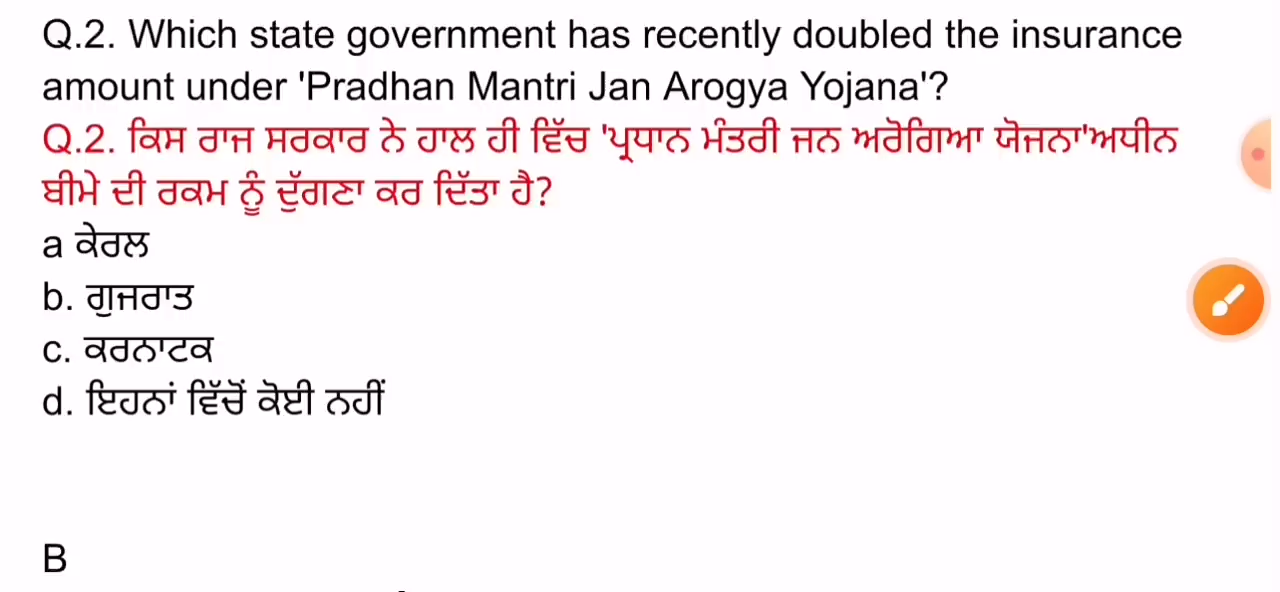 Q.2. Which state government has recently doubled the insurance
amount under 'Pradhan Mantri Jan Arogya Yojana'?
Q.2. ਕਿਸ ਰਾਜ ਸਰਕਾਰ ਨੇ ਹਾਲ ਹੀ ਵਿੱਚ 'ਪ੍ਰਧਾਨ ਮੰਤਰੀ ਜਨ ਅਰੋਗਿਆ ਯੋਜਨਾ'ਅਧੀਨ
ਬੀਮੇ ਦੀ ਰਕਮ ਨੂੰ ਦੁੱਗਣਾ ਕਰ ਦਿੱਤਾ ਹੈ?
a ਕੇਰਲ
b. ਗੁਜਰਾਤ
c. ਕਰਨਾਟਕ
d. ਇਹਨਾਂ ਵਿੱਚੋਂ ਕੋਈ ਨਹੀਂ
B